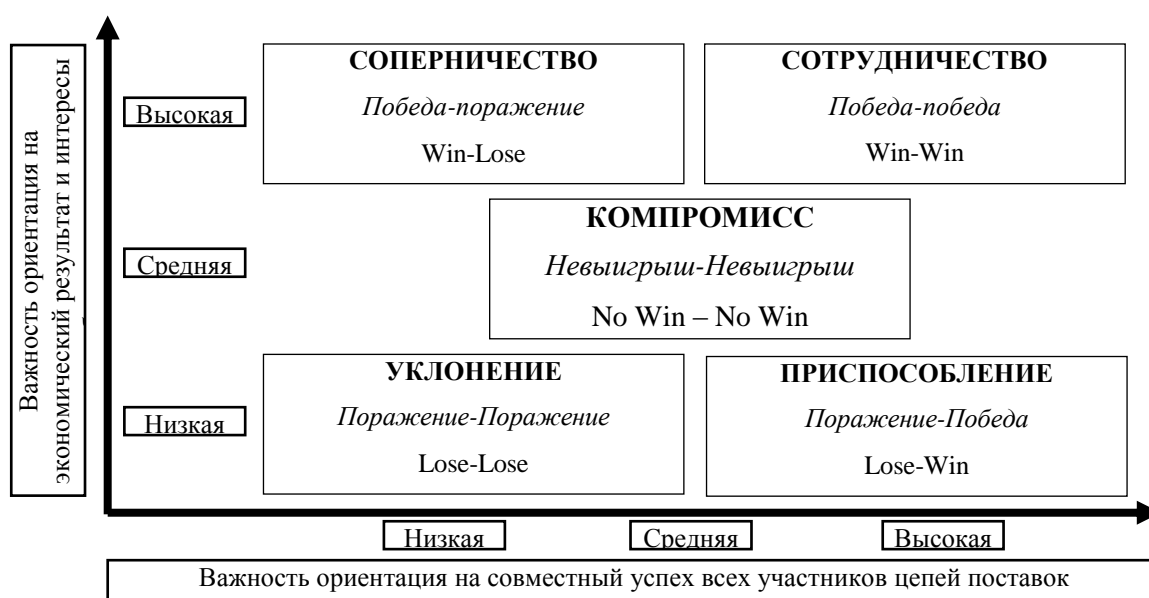 Важность ориентация на
экономический результат и интересы
Высокая
СОПЕРНИЧЕСТВО
Победа-поражение
Win-Lose
СОТРУДНИЧЕСТВО
Победа-победа
Win-Win
Средняя
КОМПРОМИСС
Невыигрыш-Невыигрыш
No Win – No Win
Низкая
УКЛОНЕНИЕ
Поражение-Поражение
Lose-Lose
ПРИСПОСОБЛЕНИЕ
Поражение-Победа
Lose-Win
Низкая
Средняя
Высокая
Важность ориентация на совместный успех всех участников цепей поставок